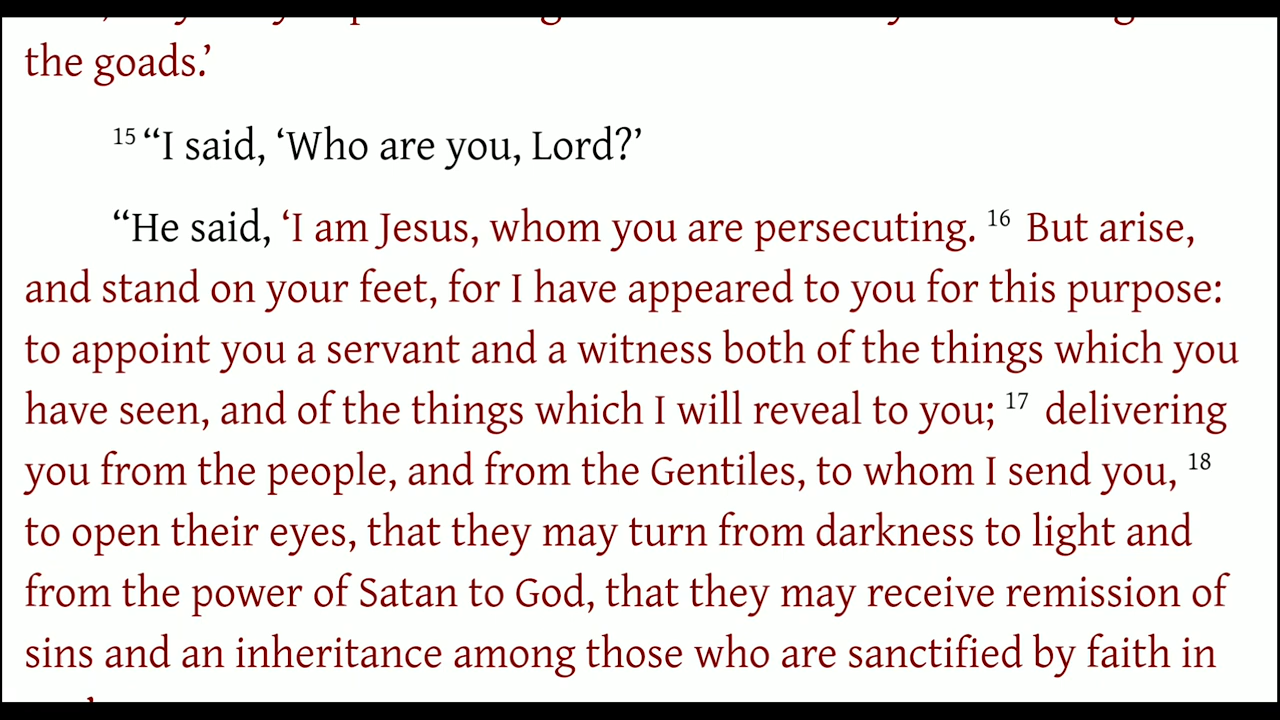 the goads.’
15 “I said, ‘Who are you, Lord?’
“He said, ‘I am Jesus, whom you are persecuting. 16 But arise,
and stand on your feet, for I have appeared to you for this purpose:
to appoint you a servant and a witness both of the things which you
have seen, and of the things which I will reveal to you; 17 delivering
you from the people, and from the Gentiles, to whom I send you, 18
to open their eyes, that they may turn from darkness to light and
from the power of Satan to God, that they may receive remission of
sins and an inheritance among those who are sanctified by faith in